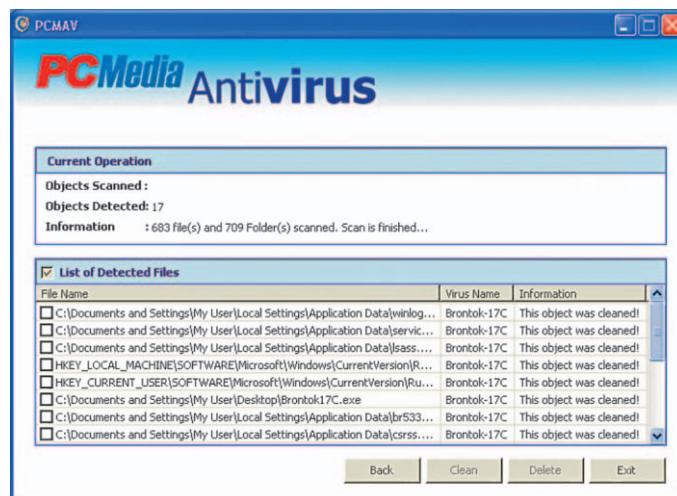 PCMAV
PCMedia Antivirus
Current Operation
Objects Scanned :
Objects Detected: 17
Information : 683 file(s) and 709 Folder(s) scanned. Scan is finished...
List of Detected Files
File Name Virus Name Information
C:\Documents and Settings\My User\Local Settings\Application Data\winlog... Brontok-17C This object was cleaned!
C:\Documents and Settings\My User\Local Settings\Application Data\servic... Brontok-17C This object was cleaned!
C:\Documents and Settings\My User\Local Settings\Application Data\lsass.... Brontok-17C This object was cleaned!
HKEY_LOCAL_MACHINE\SOFTWARE\Microsoft\Windows\CurrentVersion\R... Brontok-17C This object was cleaned!
HKEY_CURRENT_USER\SOFTWARE\Microsoft\Windows\CurrentVersion\Ru... Brontok-17C This object was cleaned!
C:\Documents and Settings\My User\Desktop\Brontok17C.exe Brontok-17C This object was cleaned!
C:\Documents and Settings\My User\Local Settings\Application Data\br533... Brontok-17C This object was cleaned!
C:\Documents and Settings\My User\Local Settings\Application Data\csrss.... Brontok-17C This object was cleaned!
Back Clean Delete Exit